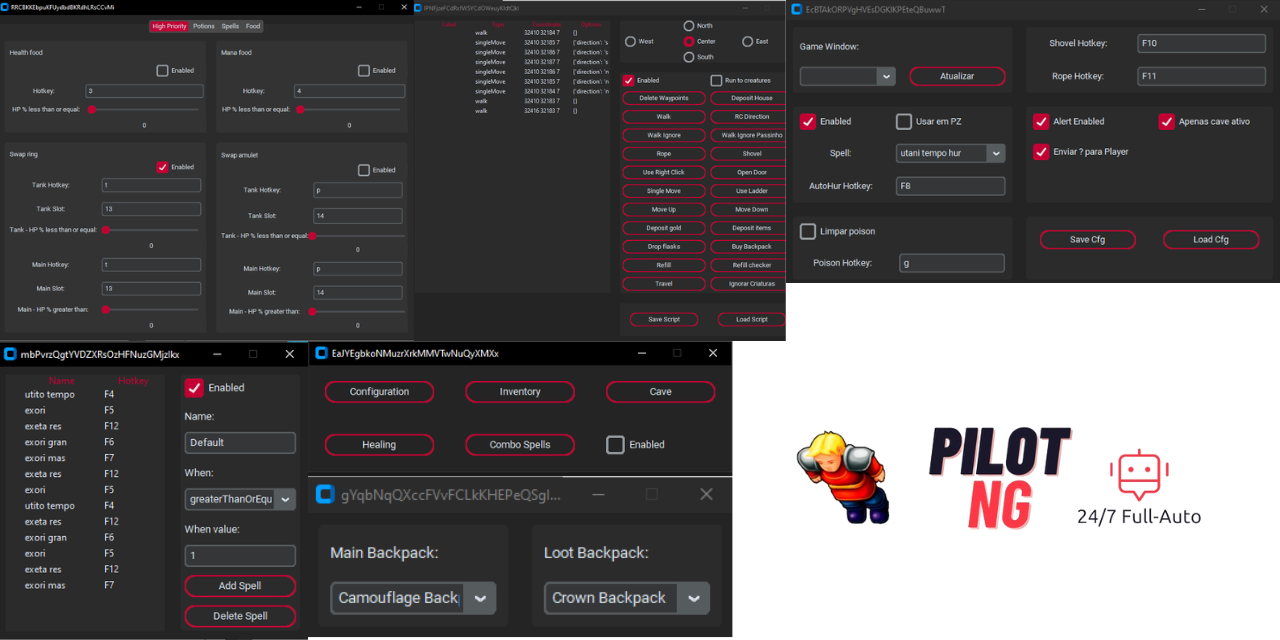 RRCBKKEbpuKFUydbdBKRdhLRsCCvMi
High Priority Potions Spells Food
Health food
Enabled
Hotkey: 3
HP % less than or equal:
0
Mana food
Enabled
Hotkey: 4
HP % less than or equal:
0
Swap ring
Enabled
Tank Hotkey: 1
Tank Slot: 13
Tank - HP % less than or equal:
0
Main Hotkey: 1
Main Slot: 13
Main - HP % greater than:
0
Swap amulet
Enabled
Tank Hotkey: p
Tank Slot: 14
Tank - HP % less than or equal:
0
Main Hotkey: p
Main Slot: 14
Main - HP % greater than:
0
Label Type Coordinates Options
walk 32410 32184 7 {}
singleMove 32410 32185 7 {'direction': 's
singleMove 32410 32186 7 {'direction': 's
singleMove 32410 32187 7 {'direction': 's
singleMove 32410 32186 7 {'direction': 'n
singleMove 32410 32185 7 {'direction': 'n
singleMove 32410 32184 7 {'direction': 'n
walk 32410 32183 7 {}
walk 32416 32183 7 {}
North
West Center East
South
Enabled Run to creatures
Delete Waypoints Deposit House
Walk RC Direction
Walk Ignore Walk Ignore Passinho
Rope Shovel
Use Right Click Open Door
Single Move Use Ladder
Move Up Move Down
Deposit gold Deposit items
Drop flasks Buy Backpack
Refill Refill checker
Travel Ignorar Criaturas
Save Script Load Script
EcBTAkORPVgHVEsDGKIKPEteQBuwwT
Game Window:
Atualizar
Shovel Hotkey: F10
Rope Hotkey: F11
Enabled Usar em PZ
Spell: utani tempo hur
AutoHur Hotkey: F8
Alert Enabled Apenas cave ativo
Enviar ? para Player
Limpar poison
Poison Hotkey: g
Save Cfg Load Cfg
mbPvrzQgtYVDZXRsOzHFNuzGMjzlkx
Name Hotkey
utito tempo F4
exori F5
exeta res F12
exori gran F6
exori mas F7
exeta res F12
exori F5
utito tempo F4
exeta res F12
exori gran F6
exori F5
exeta res F12
exori mas F7
Enabled
Name:
Default
When:
greaterThanOrEqu
When value:
1
Add Spell
Delete Spell
EaJYEgbkoNMuzrXrkMMVTwNuQyXMXx
Configuration Inventory Cave
Healing Combo Spells Enabled
gYqbNqQXccFVvFCLkKHEPeQSgI...
Main Backpack:
Camouflage Back
Loot Backpack:
Crown Backpack
PILOT
NG
24/7 Full-Auto